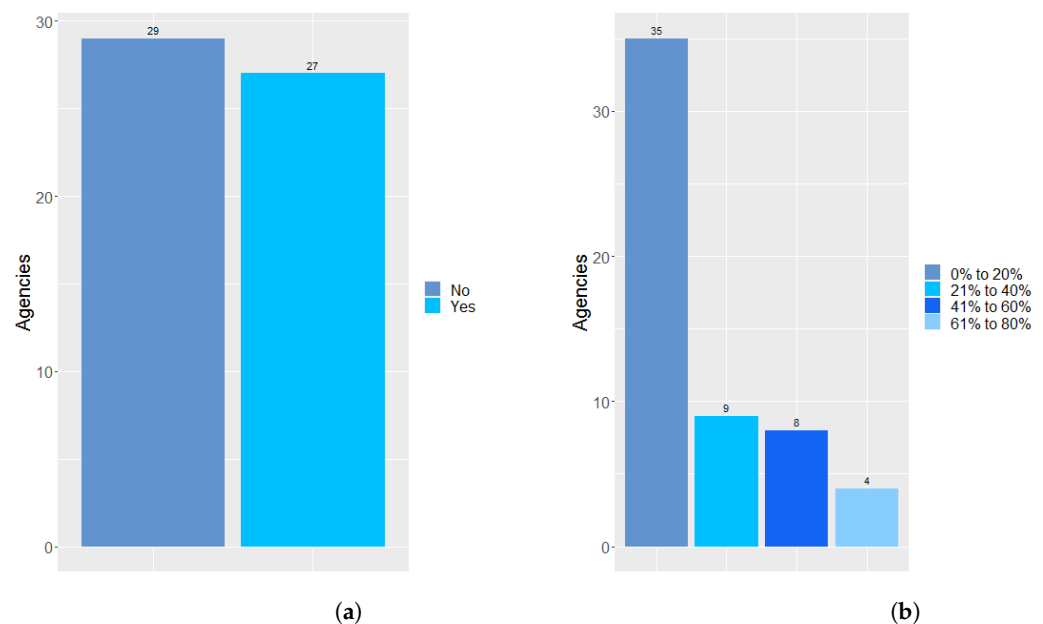 30
29
27
20
10
0
Agencies
No
Yes
(a)
35
30
20
10
9
8
4
0
Agencies
0% to 20%
21% to 40%
41% to 60%
61% to 80%
(b)